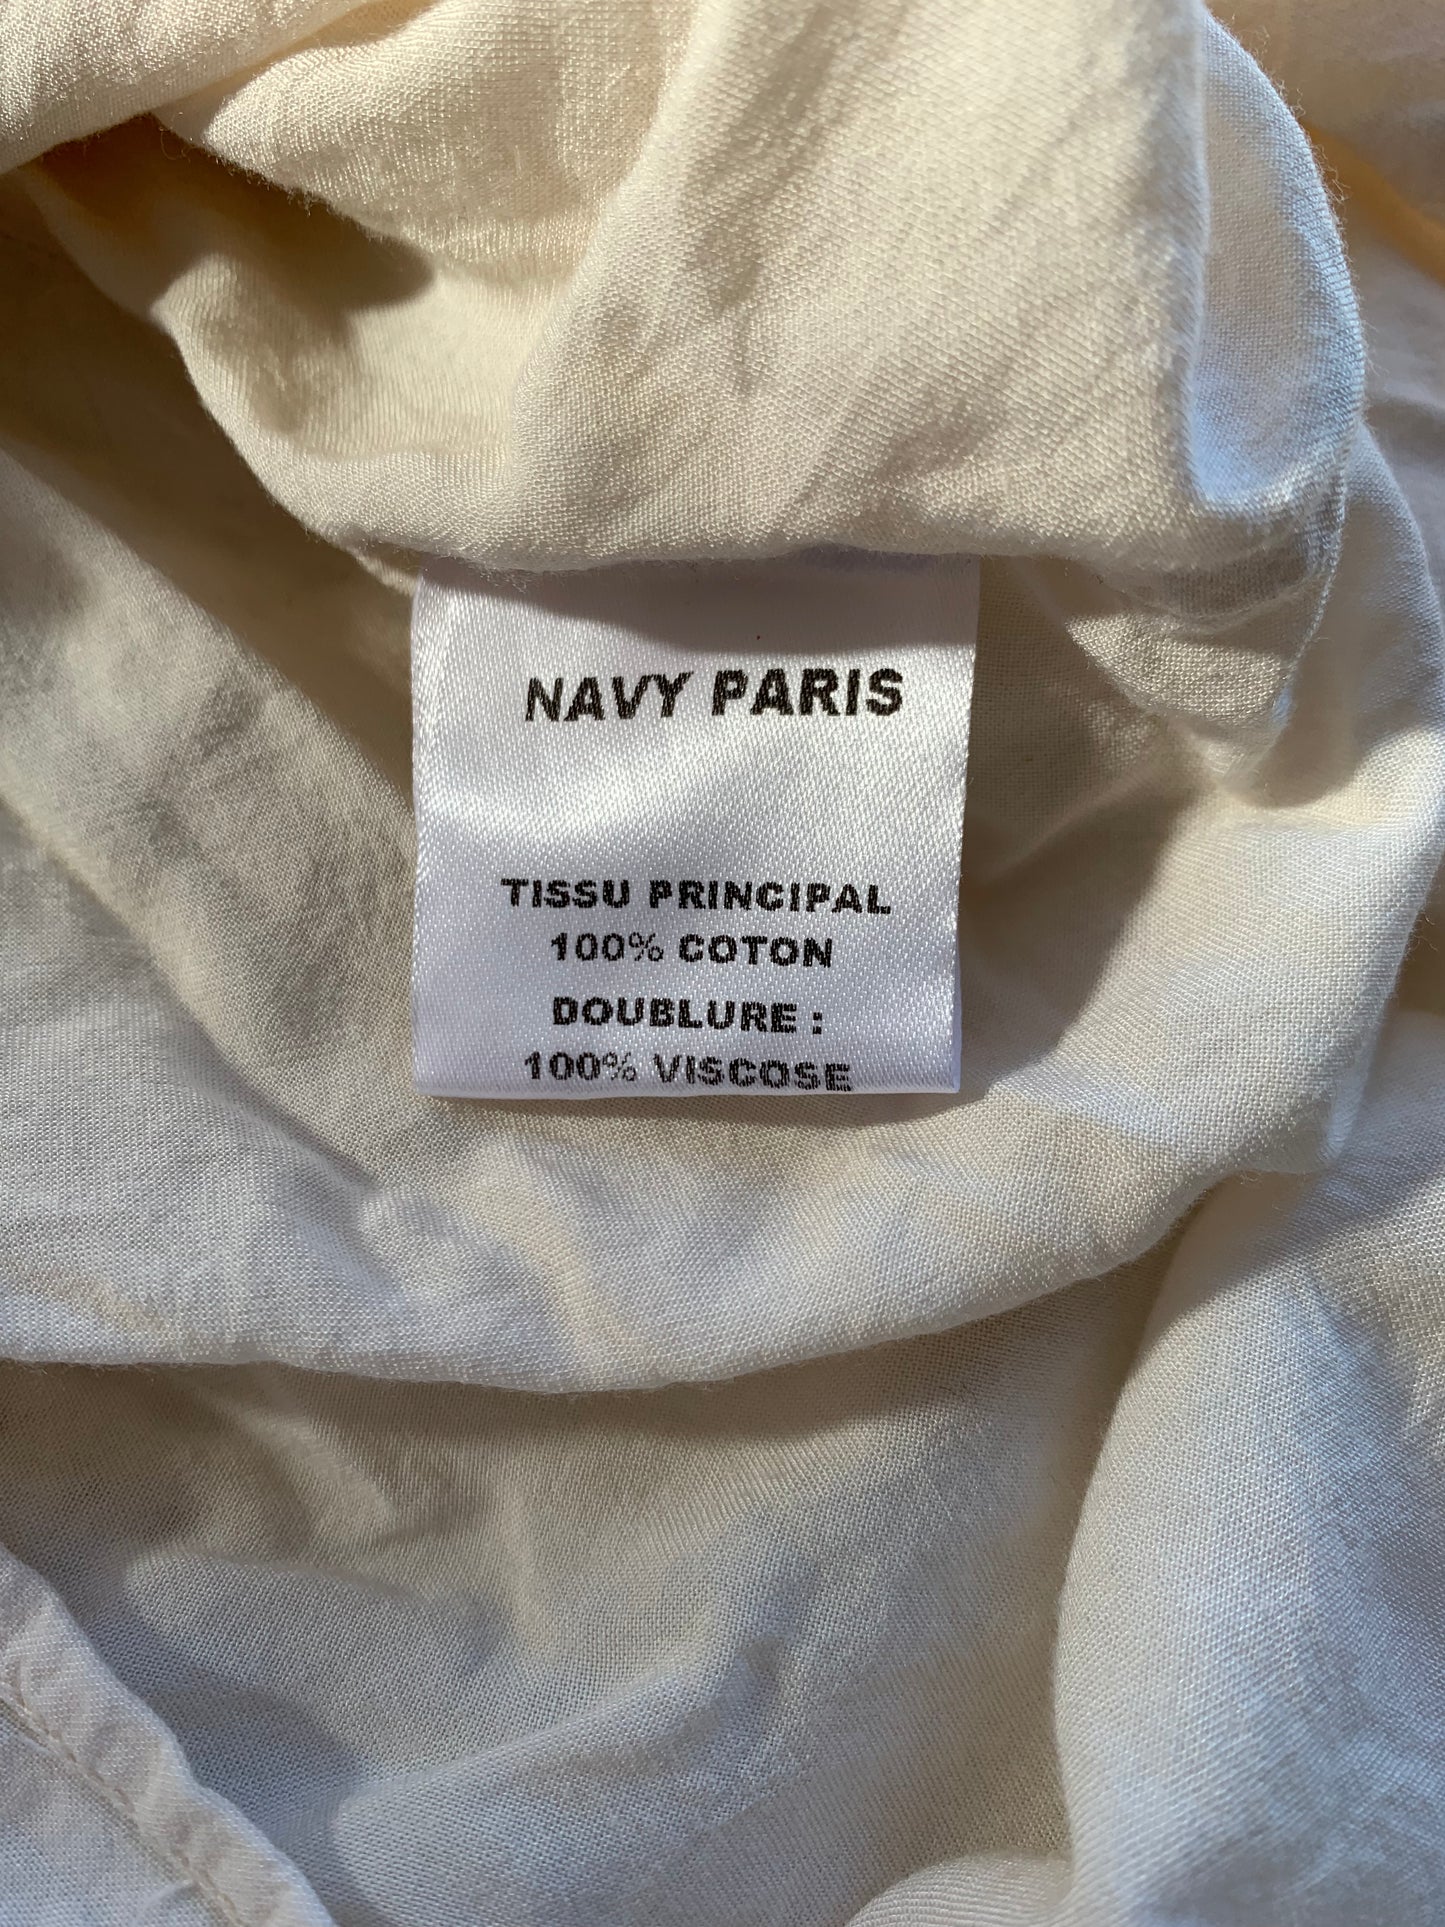 NAVY PARIS
TISSU PRINCIPAL
100% COTON
DOUBLURE :
100% VISCOSE